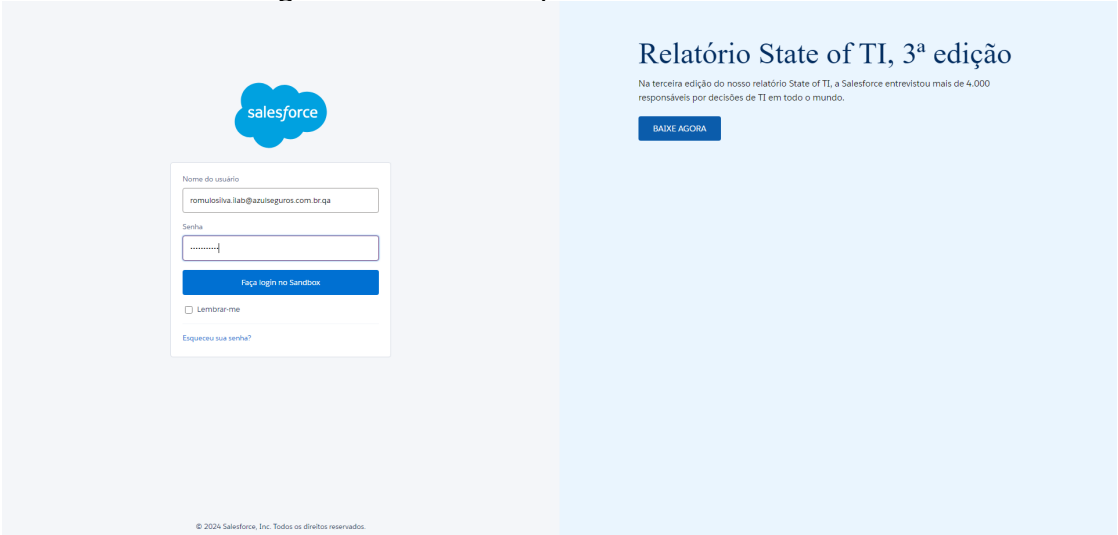 salesforce
Nome do usuário
romulosilva.liab@azulseguros.com.br.qa
Senha
Faça login no Sandbox
Lembrar-me
Esqueceu sua senha?
© 2024 Salesforce, Inc. Todos os direitos reservados.
Relatório State of TI, 3ª edição
Na terceira edição do nosso relatório State of TI, a Salesforce entrevistou mais de 4.000
responsáveis por decisões de TI em todo o mundo.
BAIXE AGORA